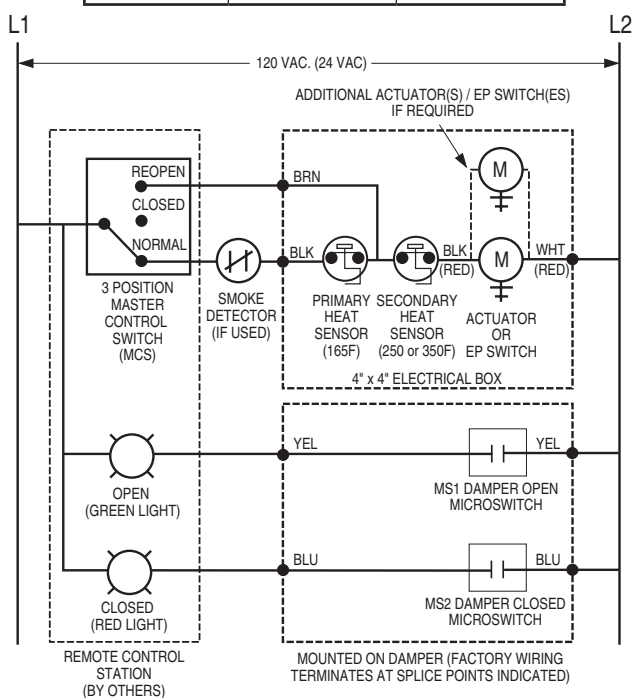 L1
L2
120 VAC. (24 VAC)
ADDITIONAL ACTUATOR(S) / EP SWITCH(ES)
IF REQUIRED
REOPEN
CLOSED
NORMAL
BRN
M
BLK
BLK
(RED)
M
WHT
(RED)
3 POSITION
MASTER
CONTROL
SWITCH
(MCS)
SMOKE
DETECTOR
(IF USED)
PRIMARY
HEAT
SENSOR
(165F)
SECONDARY
HEAT
SENSOR
(250 or 350F)
ACTUATOR
OR
EP SWITCH
4" x 4" ELECTRICAL BOX
YEL
YEL
OPEN
(GREEN LIGHT)
MS1 DAMPER OPEN
MICROSWITCH
BLU
BLU
CLOSED
(RED LIGHT)
MS2 DAMPER CLOSED
MICROSWITCH
REMOTE CONTROL
STATION
(BY OTHERS)
MOUNTED ON DAMPER (FACTORY WIRING
TERMINATES AT SPLICE POINTS INDICATED)